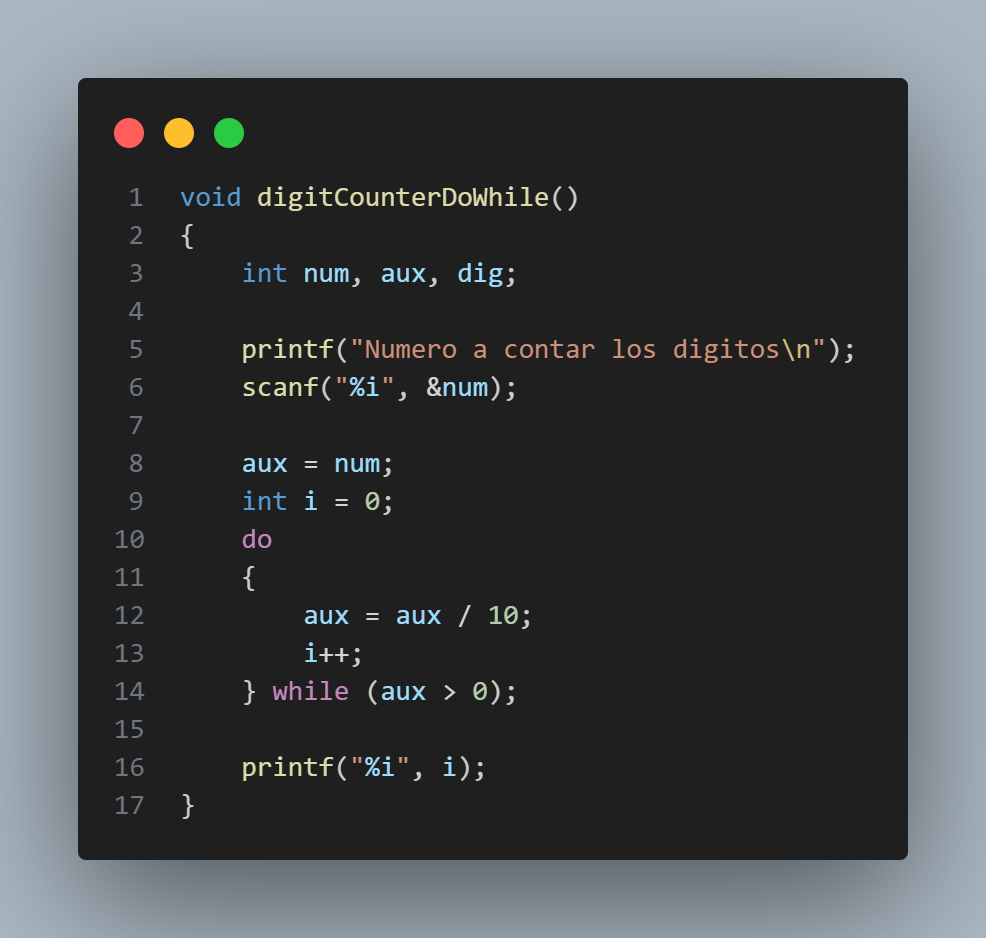 1 void digitCounterDoWhile()
2 {
3     int num, aux, dig;
4
5     printf("Numero a contar los digitos\n");
6     scanf("%i", &num);
7
8     aux = num;
9     int i = 0;
10     do
11     {
12         aux = aux / 10;
13         i++;
14     } while (aux > 0);
15
16     printf("%i", i);
17 }